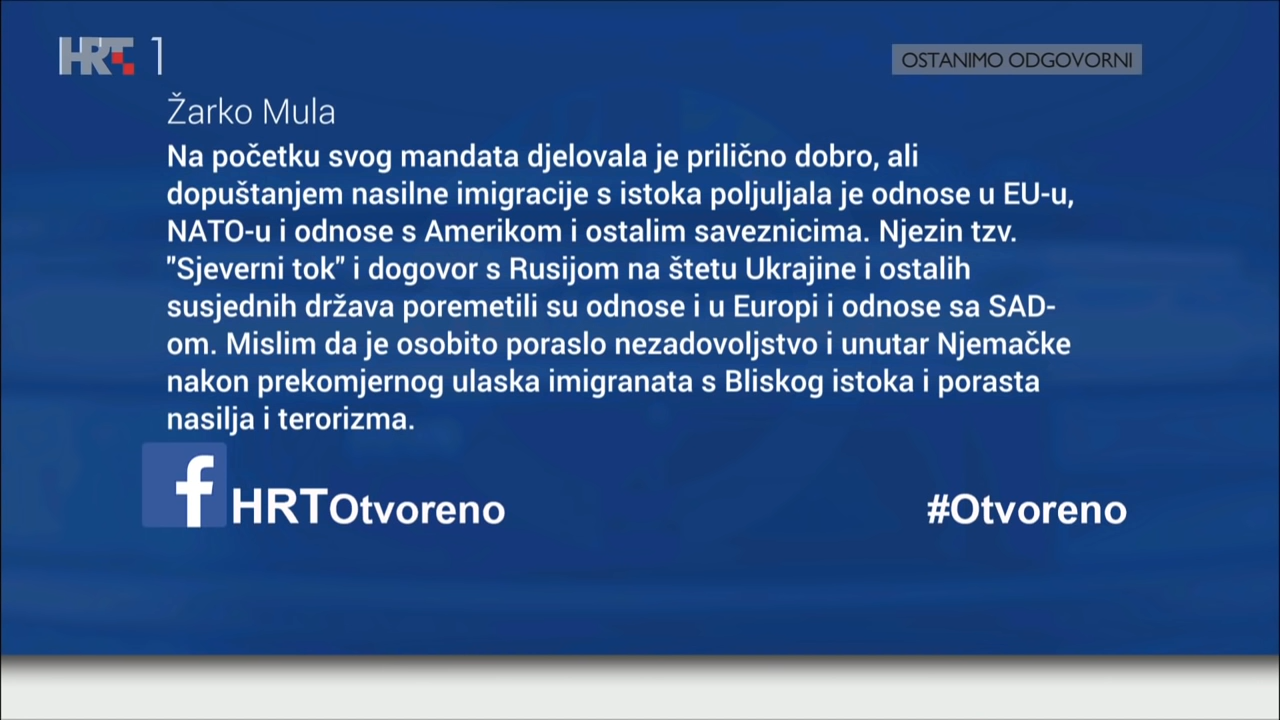 HRT 1
OSTANIMO ODGOVORNI
Žarko Mula
Na početku svog mandata djelovala je prilično dobro, ali
dopuštanjem nasilne imigracije s istoka poljuljala je odnose u EU-u,
NATO-u i odnose s Amerikom i ostalim saveznicima. Njezin tzv.
"Sjeverni tok" i dogovor s Rusijom na štetu Ukrajine i ostalih
susjednih država poremetili su odnose i u Europi i odnose sa SAD-
om. Mislim da je osobito poraslo nezadovoljstvo i unutar Njemačke
nakon prekomjernog ulaska imigranata s Bliskog istoka i porasta
nasilja i terorizma.
f HRTOtvoreno
#Otvoreno